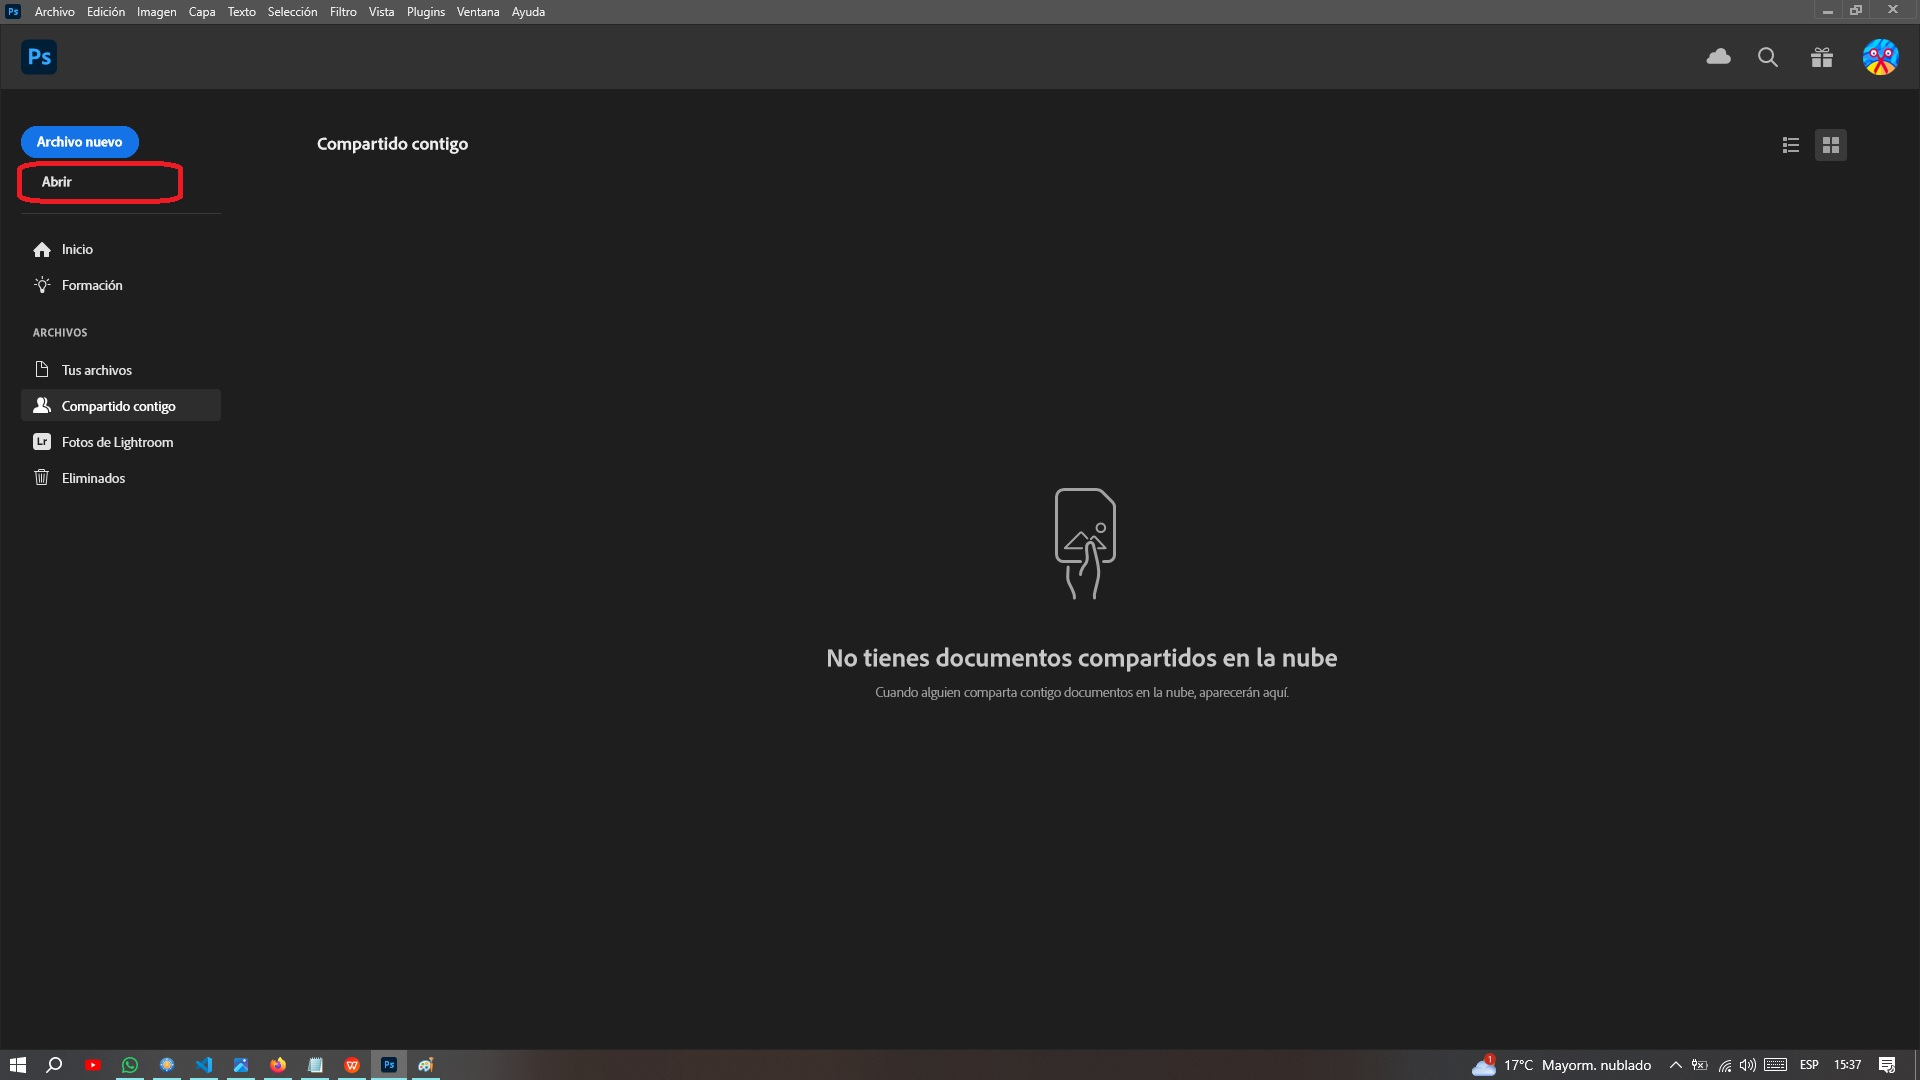 Ps Archivo Edición Imagen Capa Texto Selección Filtro Vista Plugins Ventana Ayuda
Ps
Archivo nuevo
Compartido contigo
Abrir
Inicio
Formación
ARCHIVOS
Tus archivos
Compartido contigo
Lr Fotos de Lightroom
Eliminados
No tienes documentos compartidos en la nube
Cuando alguien comparta contigo documentos en la nube, aparecerán aquí.
W Ps 1 17°C Mayorm. nublado ESP 15:37